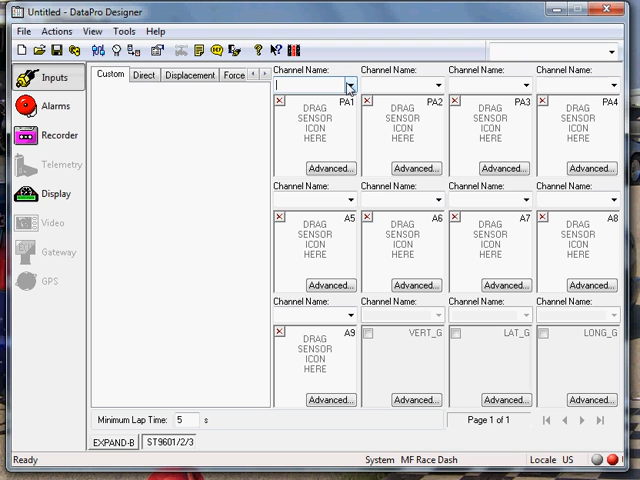 Untitled - DataPro Designer
File Actions View Tools Help
Inputs
Alarms
Recorder
Telemetry
Display
Video
Gateway
GPS
Custom Direct Displacement Force
Channel Name: Channel Name: Channel Name: Channel Name:
PA1 PA2 PA3 PA4
DRAG SENSOR ICON HERE DRAG SENSOR ICON HERE DRAG SENSOR ICON HERE DRAG SENSOR ICON HERE
Advanced... Advanced... Advanced... Advanced...
Channel Name: Channel Name: Channel Name: Channel Name:
A5 A6 A7 A8
DRAG SENSOR ICON HERE DRAG SENSOR ICON HERE DRAG SENSOR ICON HERE DRAG SENSOR ICON HERE
Advanced... Advanced... Advanced... Advanced...
Channel Name: Channel Name: Channel Name: Channel Name:
A9 VERT_G LAT_G LONG_G
DRAG SENSOR ICON HERE
Advanced... Advanced... Advanced... Advanced...
Minimum Lap Time: 5 s
Page 1 of 1
EXPAND-B ST9601/2/3
Ready System MF Race Dash Locale US